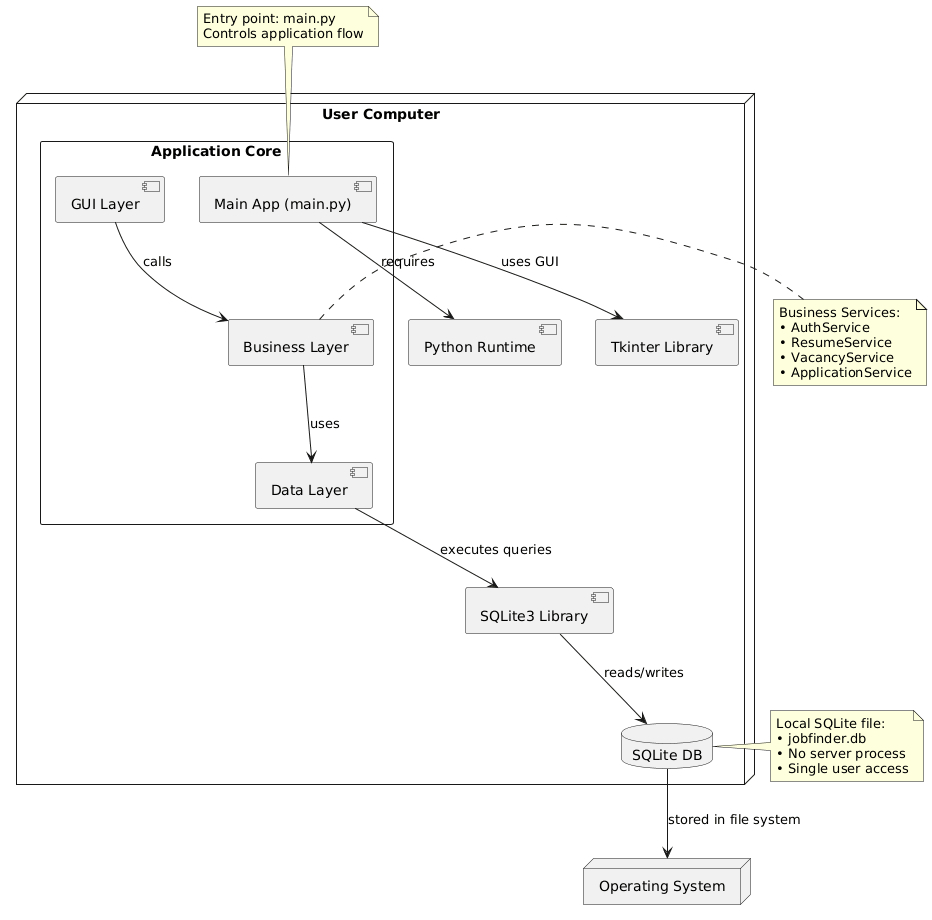 Entry point: main.py
Controls application flow
User Computer
Application Core
GUI Layer
Main App (main.py)
calls
requires
uses GUI
Business Services:
• AuthService
• ResumeService
• VacancyService
• ApplicationService
Business Layer
Python Runtime
Tkinter Library
uses
Data Layer
executes queries
SQLite3 Library
reads/writes
Local SQLite file:
• jobfinder.db
• No server process
• Single user access
SQLite DB
stored in file system
Operating System